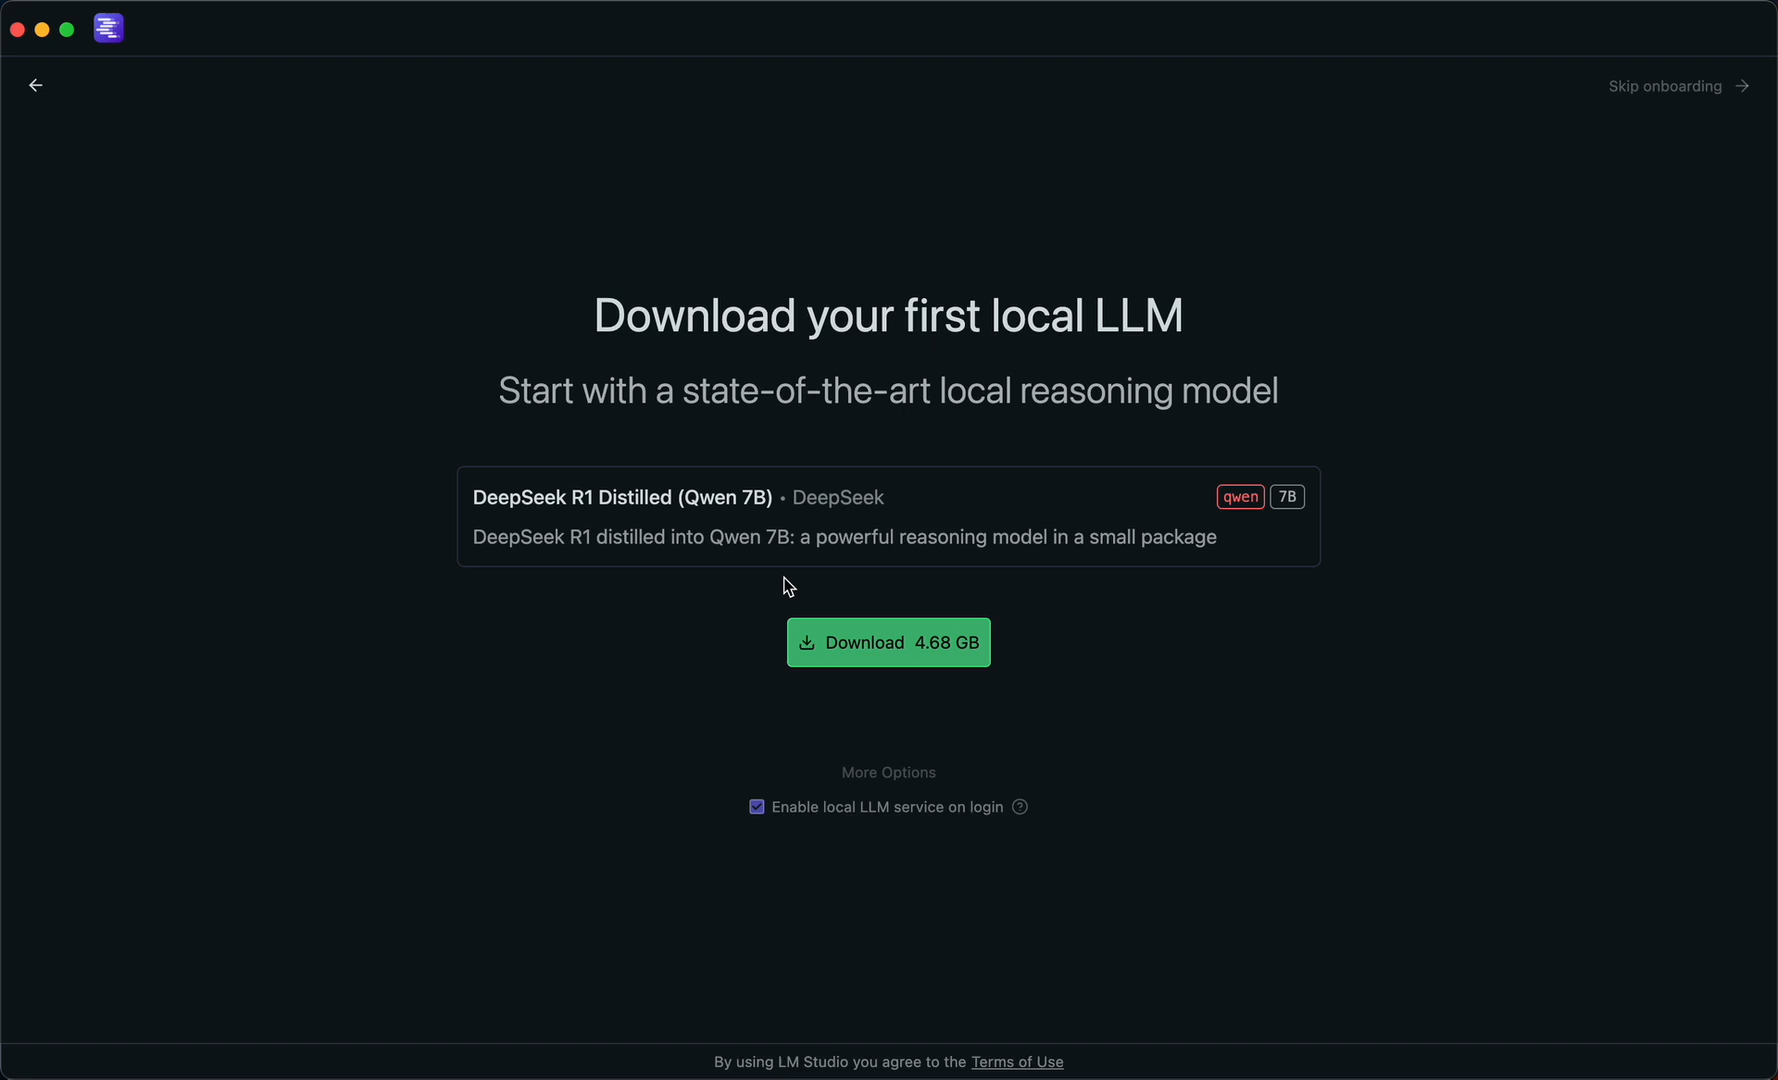 Skip onboarding
Download your first local LLM
Start with a state-of-the-art local reasoning model
DeepSeek R1 Distilled (Qwen 7B) • DeepSeek qwen 7B
DeepSeek R1 distilled into Qwen 7B: a powerful reasoning model in a small package
Download 4.68 GB
More Options
Enable local LLM service on login ?
By using LM Studio you agree to the Terms of Use